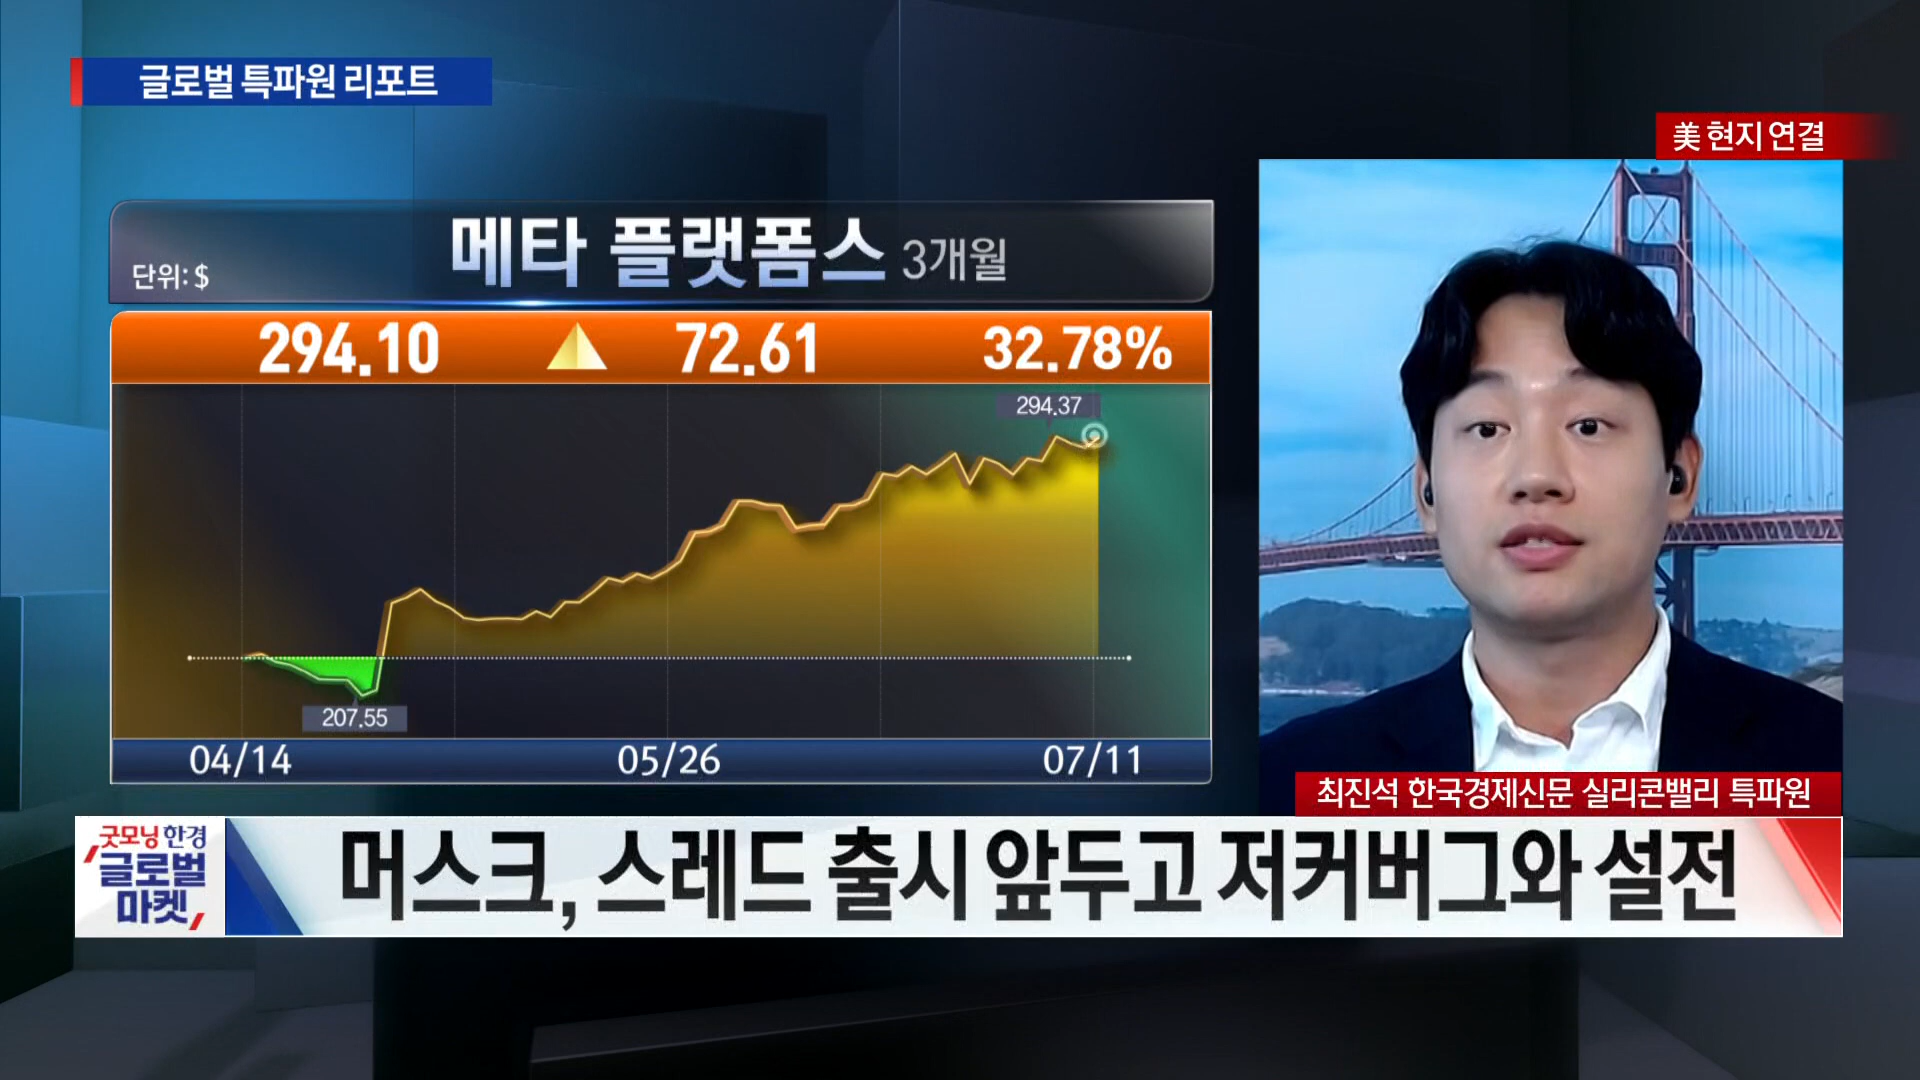 글로벌 특파원 리포트
美 현지 연결
단위: $
메타 플랫폼스 3개월
294.10 ▲ 72.61 32.78%
294.37
207.55
04/14 05/26 07/11
최진석 한국경제신문 실리콘밸리 특파원
굿모닝 한경
글로벌
마켓
머스크, 스레드 출시 앞두고 저커버그와 설전